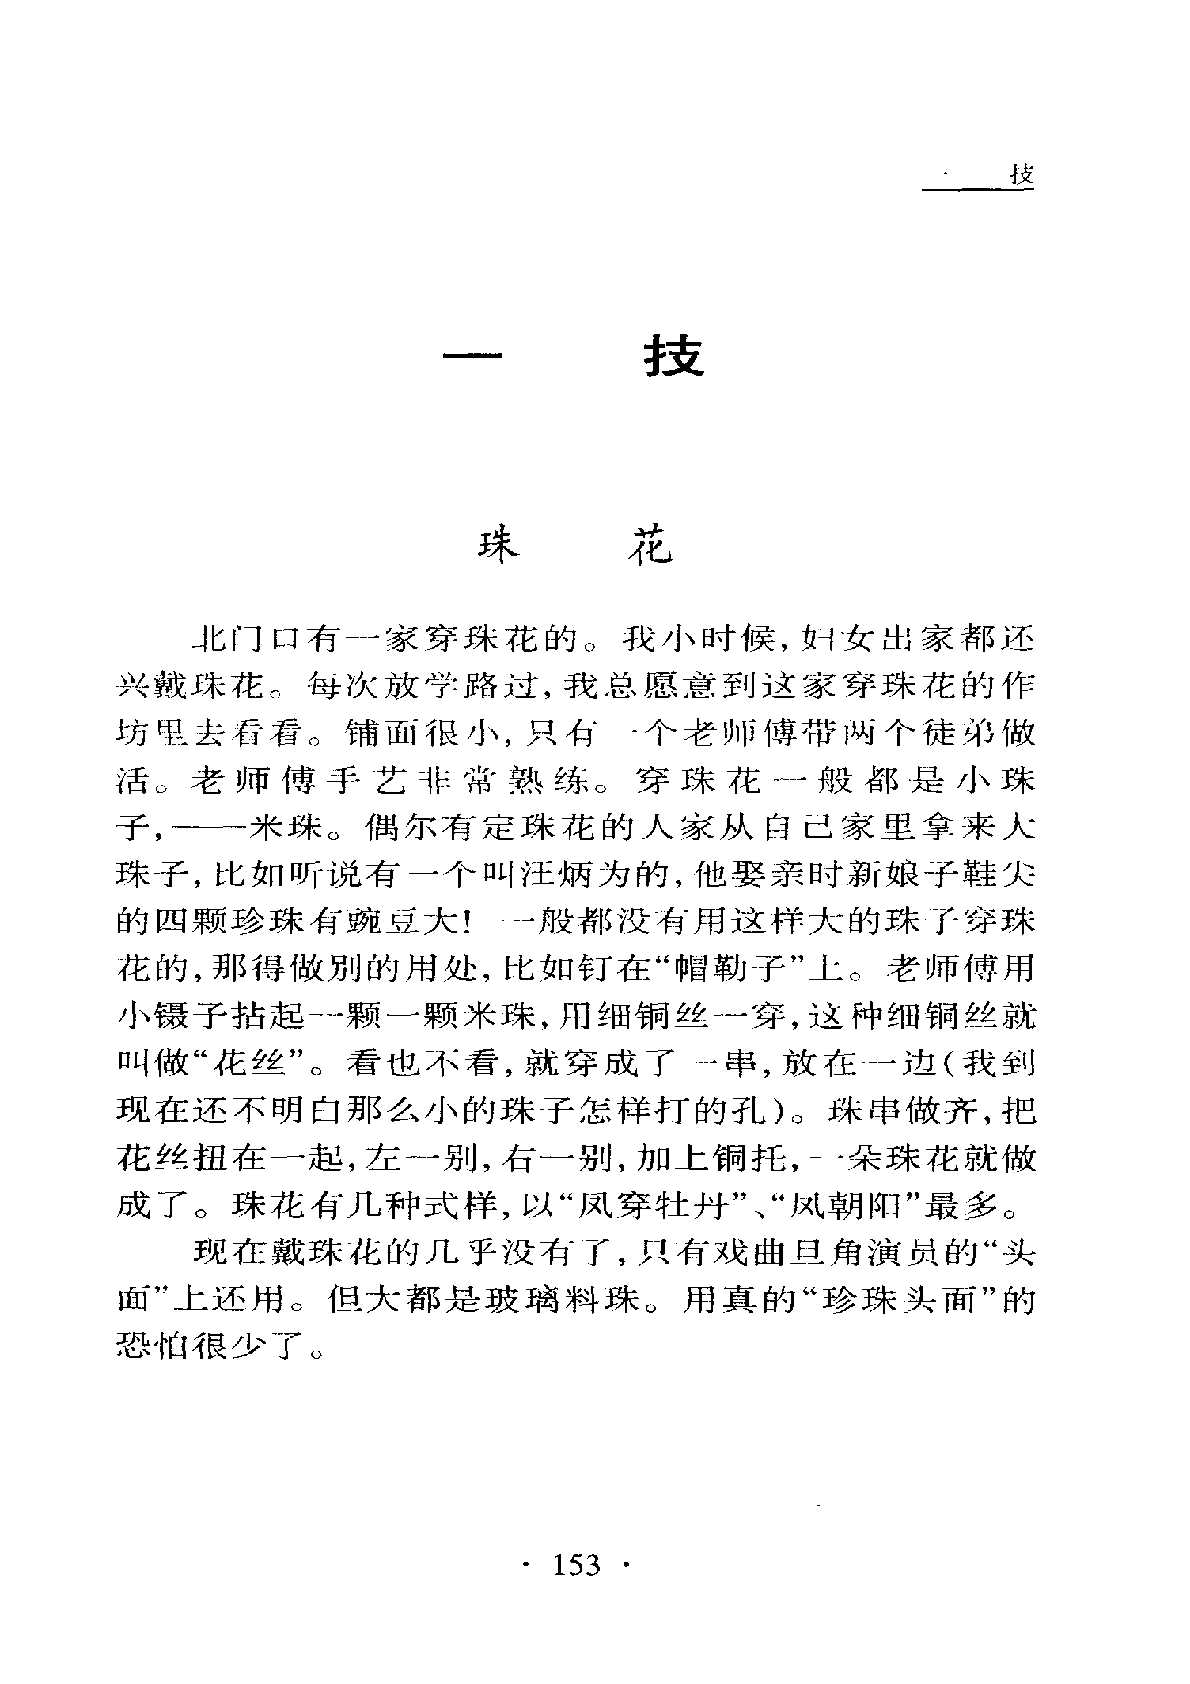 一 技
一 技
珠 花
北门口有一家穿珠花的。我小时候,妇女出家都还
兴戴珠花。每次放学路过,我总愿意到这家穿珠花的作
坊里去看看。铺面很小,只有一个老师傅带两个徒弟做
活。老师傅手艺非常熟练。穿珠花一般都是小珠
子,——米珠。偶尔有定珠花的人家从自己家里拿来大
珠子,比如听说有一个叫汪炳为的,他娶亲时新娘子鞋尖
的四颗珍珠有豌豆大!一般都没有用这样大的珠子穿珠
花的,那得做别的用处,比如钉在“帽勒子”上。老师傅用
小镊子拈起一颗一颗米珠,用细铜丝一穿,这种细铜丝就
叫做“花丝”。看也不看,就穿成了一串,放在一边(我到
现在还不明白那么小的珠子怎样打的孔)。珠串做齐,把
花丝扭在一起,左一别,右一别,加上铜托,一朵珠花就做
成了。珠花有几种式样,以“凤穿牡丹”、“凤朝阳”最多。
现在戴珠花的几乎没有了,只有戏曲旦角演员的“头
面”上还用。但大都是玻璃料珠。用真的“珍珠头面”的
恐怕很少了。
· 153 ·